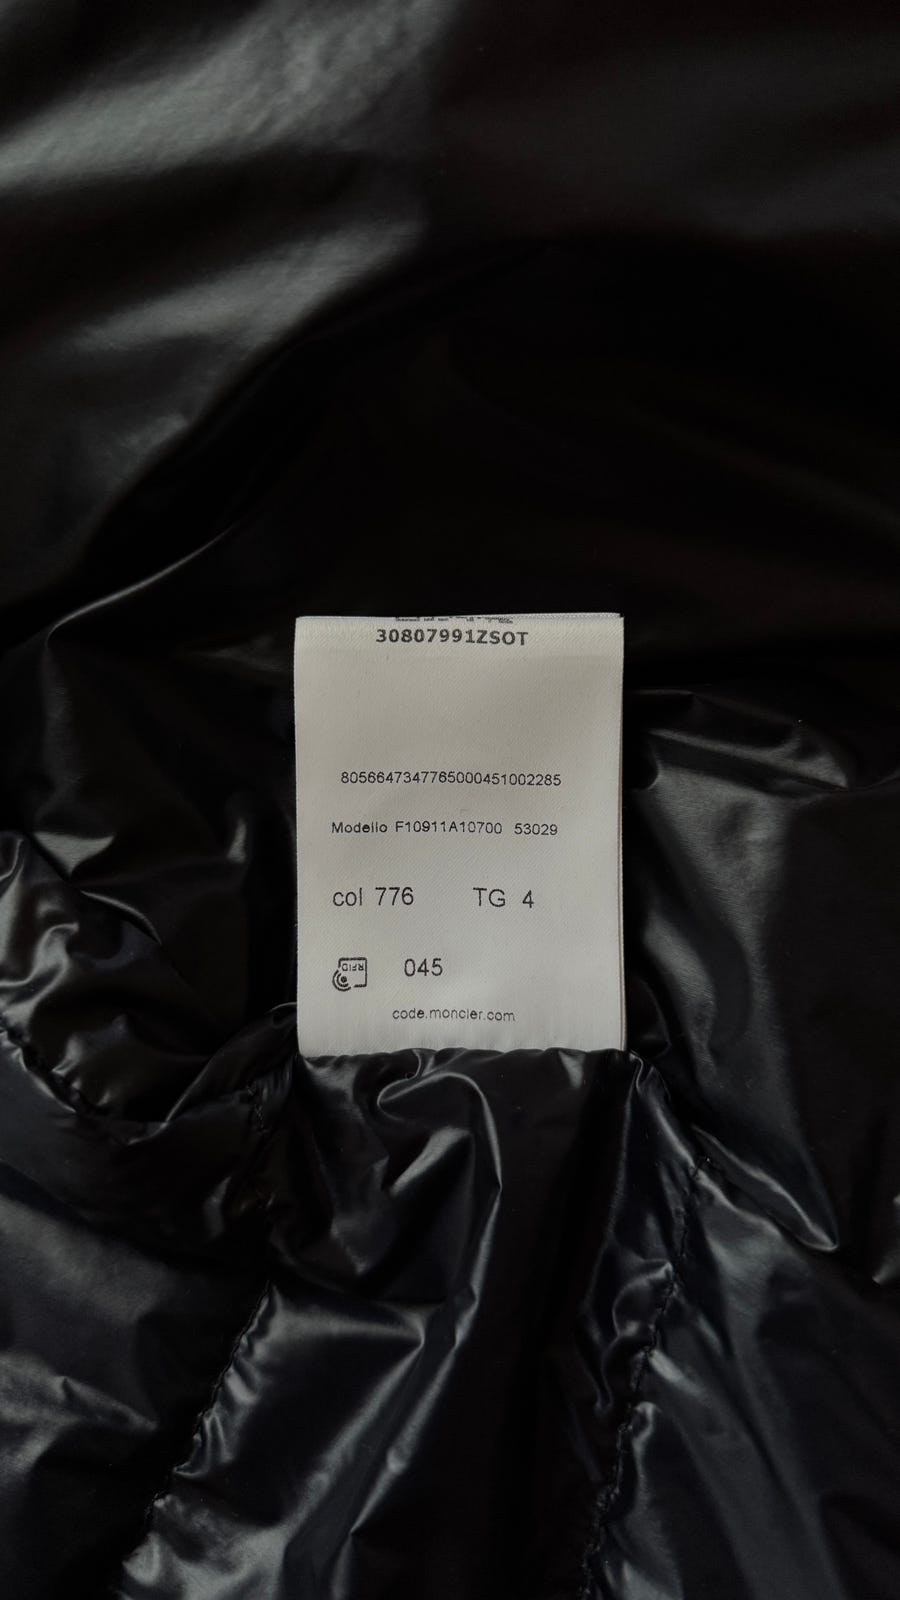 30807991ZSOT
8056647347765000451002285
Modello F10911A10700 53029
col 776 TG 4
RFID 045
code.moncler.com